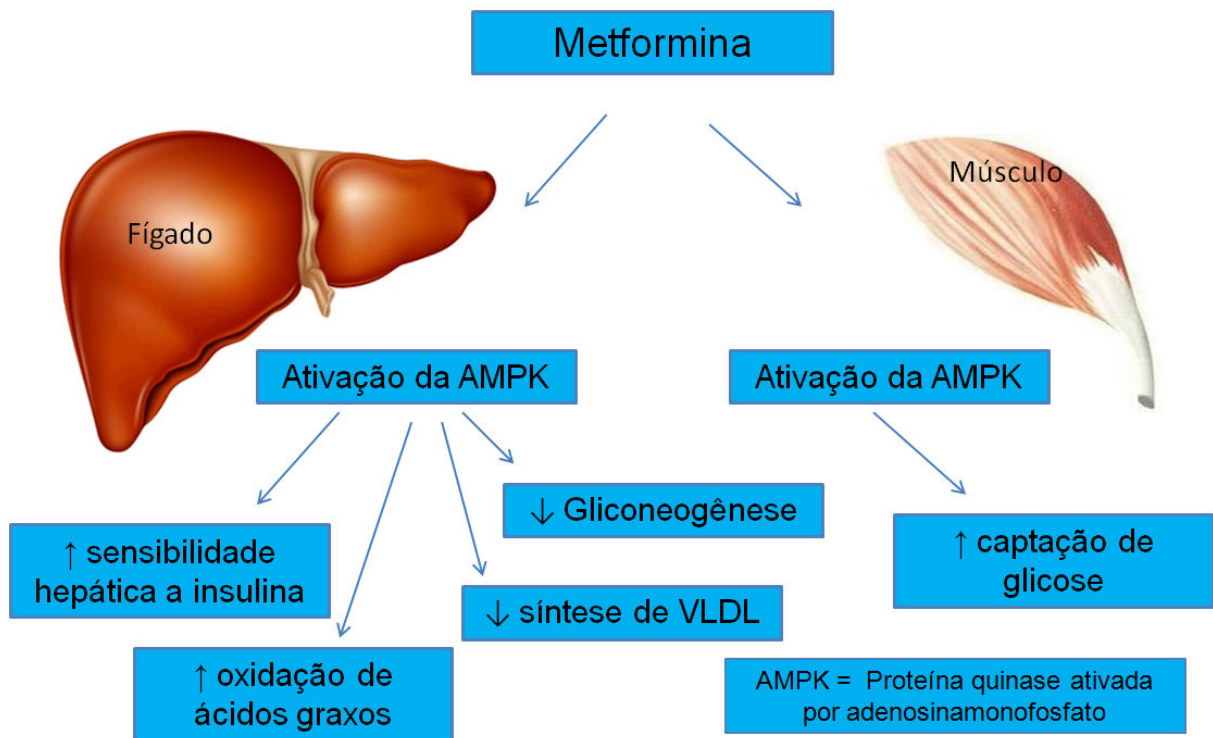 Metformina
Fígado
Músculo
Ativação da AMPK
Ativação da AMPK
↓ Gliconeogênese
↑ sensibilidade
hepática a insulina
↑ captação de
glicose
↓ síntese de VLDL
↑ oxidação de
ácidos graxos
AMPK = Proteína quinase ativada
por adenosinamonofosfato